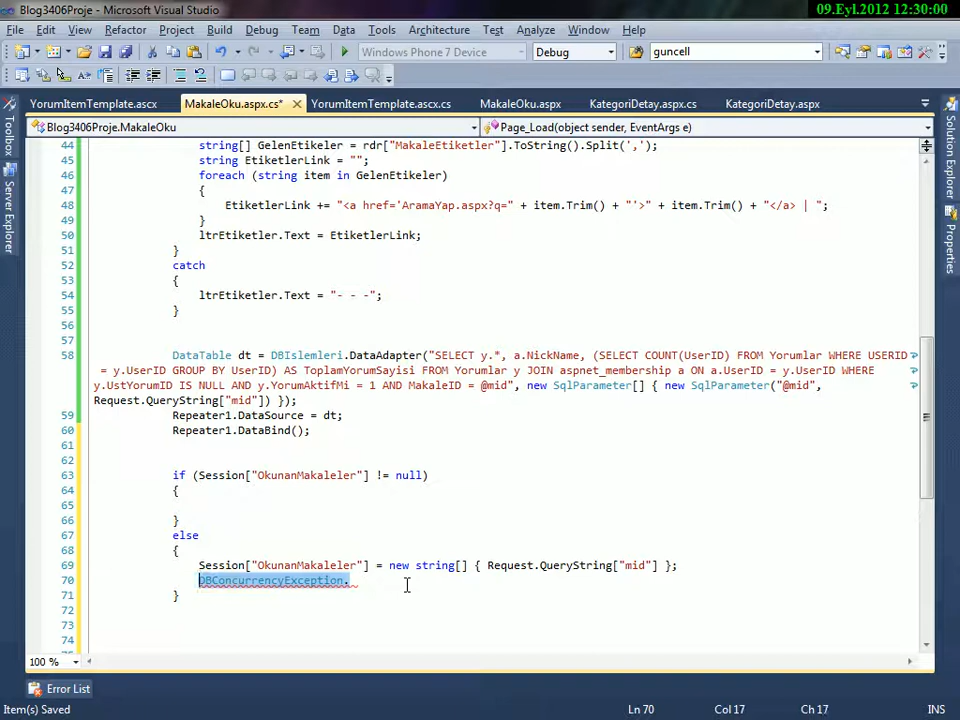 Blog3406Proje - Microsoft Visual Studio
09.Eyl.2012 12:30:00
File Edit View Refactor Project Build Debug Team Data Tools Architecture Test Analyze Window Help
Windows Phone 7 Device Debug guncell
YorumItemTemplate.ascx MakaleOku.aspx.cs* YorumItemTemplate.ascx.cs MakaleOku.aspx KategoriDetay.aspx.cs KategoriDetay.aspx
Blog3406Proje.MakaleOku Page_Load(object sender, EventArgs e)
Toolbox
Server Explorer
Solution Explorer
Properties
44 string[] GelenEtikeler = rdr["MakaleEtiketler"].ToString().Split(',');
45 string EtiketlerLink = "";
46 foreach (string item in GelenEtikeler)
47 {
48 EtiketlerLink += "<a href='AramaYap.aspx?q=" + item.Trim() + "'>" + item.Trim() + "</a> | ";
49 }
50 ltrEtiketler.Text = EtiketlerLink;
51 }
52 catch
53 {
54 ltrEtiketler.Text = "- - -";
55 }
56
57
58 DataTable dt = DBIslemleri.DataAdapter("SELECT y.*, a.NickName, (SELECT COUNT(UserID) FROM Yorumlar WHERE USERID
= y.UserID GROUP BY UserID) AS ToplamYorumSayisi FROM Yorumlar y JOIN aspnet_membership a ON a.UserID = y.UserID WHERE
y.UstYorumID IS NULL AND y.YorumAktifMi = 1 AND MakaleID = @mid", new SqlParameter[] { new SqlParameter("@mid",
Request.QueryString["mid"]) });
59 Repeater1.DataSource = dt;
60 Repeater1.DataBind();
61
62
63 if (Session["OkunanMakaleler"] != null)
64 {
65
66 }
67 else
68 {
69 Session["OkunanMakaleler"] = new string[] { Request.QueryString["mid"] };
70 DBConcurrencyException.
71 }
72
73
74
100 %
Error List
Item(s) Saved Ln 70 Col 17 Ch 17 INS